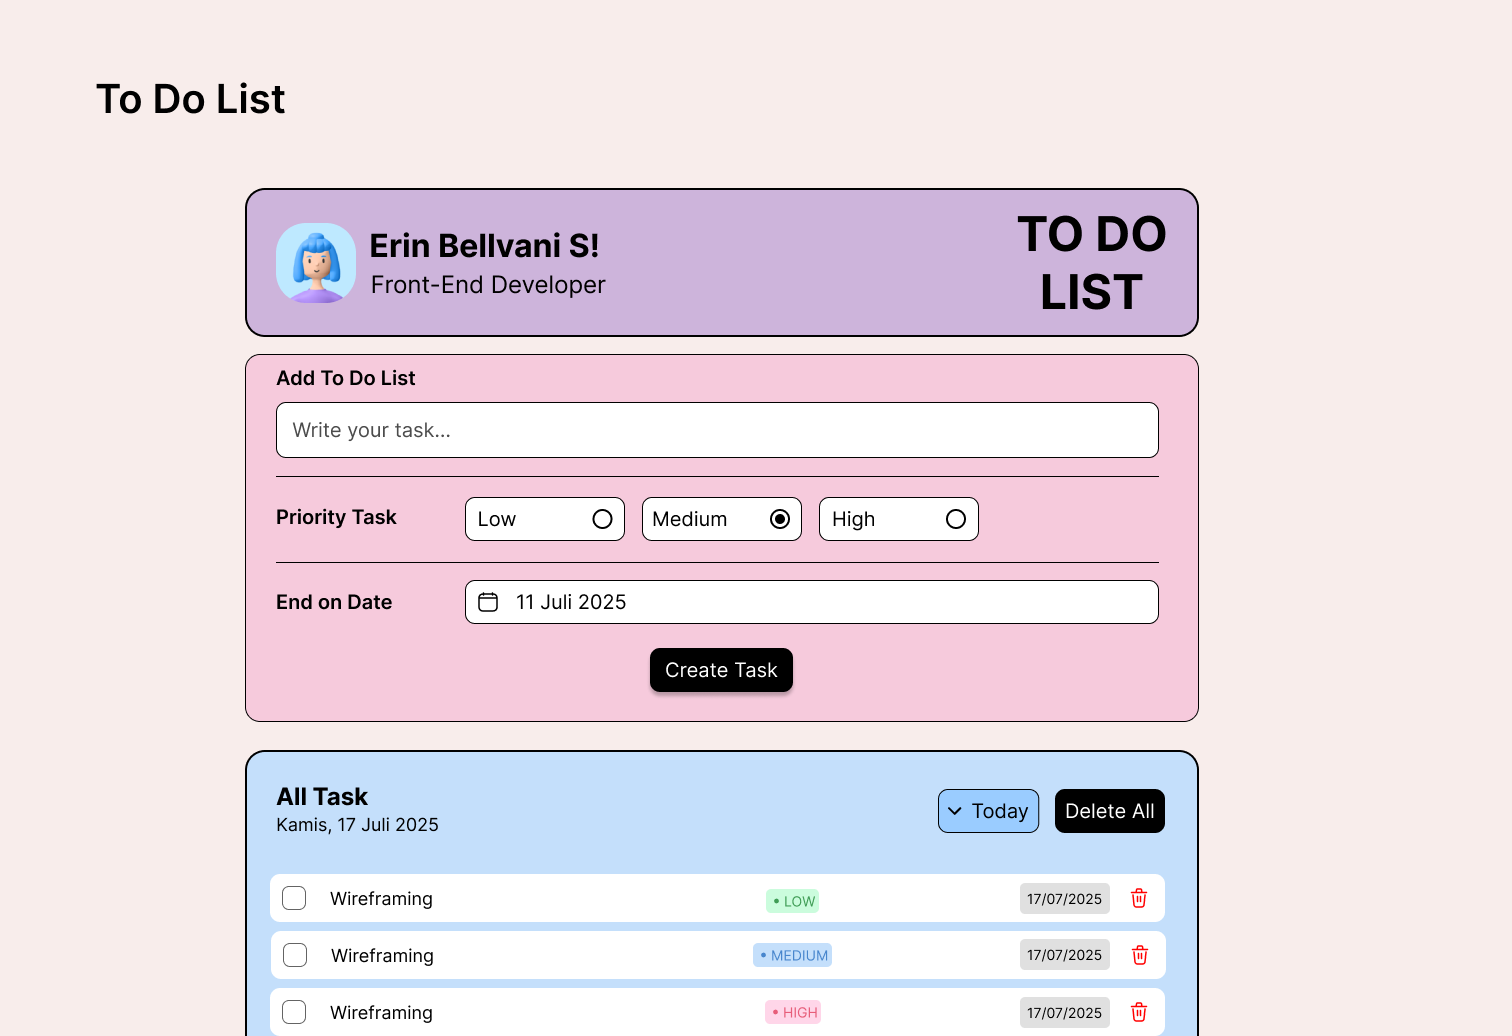 To Do List
Erin Bellvani S!
Front-End Developer
TO DO
LIST
Add To Do List
Write your task...
Priority Task
Low
Medium
High
End on Date
11 Juli 2025
Create Task
All Task
Kamis, 17 Juli 2025
Today
Delete All
Wireframing
• LOW
17/07/2025
Wireframing
• MEDIUM
17/07/2025
Wireframing
• HIGH
17/07/2025